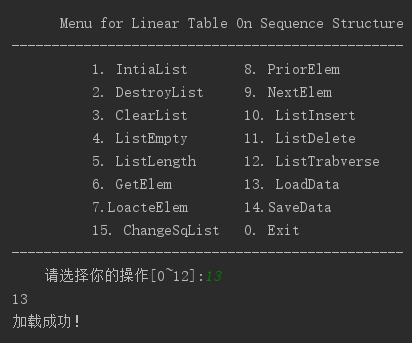 Menu for Linear Table On Sequence Structure
-------------------------------------------------
1. IntiaList 8. PriorElem
2. DestroyList 9. NextElem
3. ClearList 10. ListInsert
4. ListEmpty 11. ListDelete
5. ListLength 12. ListTrabverse
6. GetElem 13. LoadData
7.LoacteElem 14.SaveData
15. ChangeSqList 0. Exit
-------------------------------------------------
请选择你的操作[0~12]:13
13
加载成功!